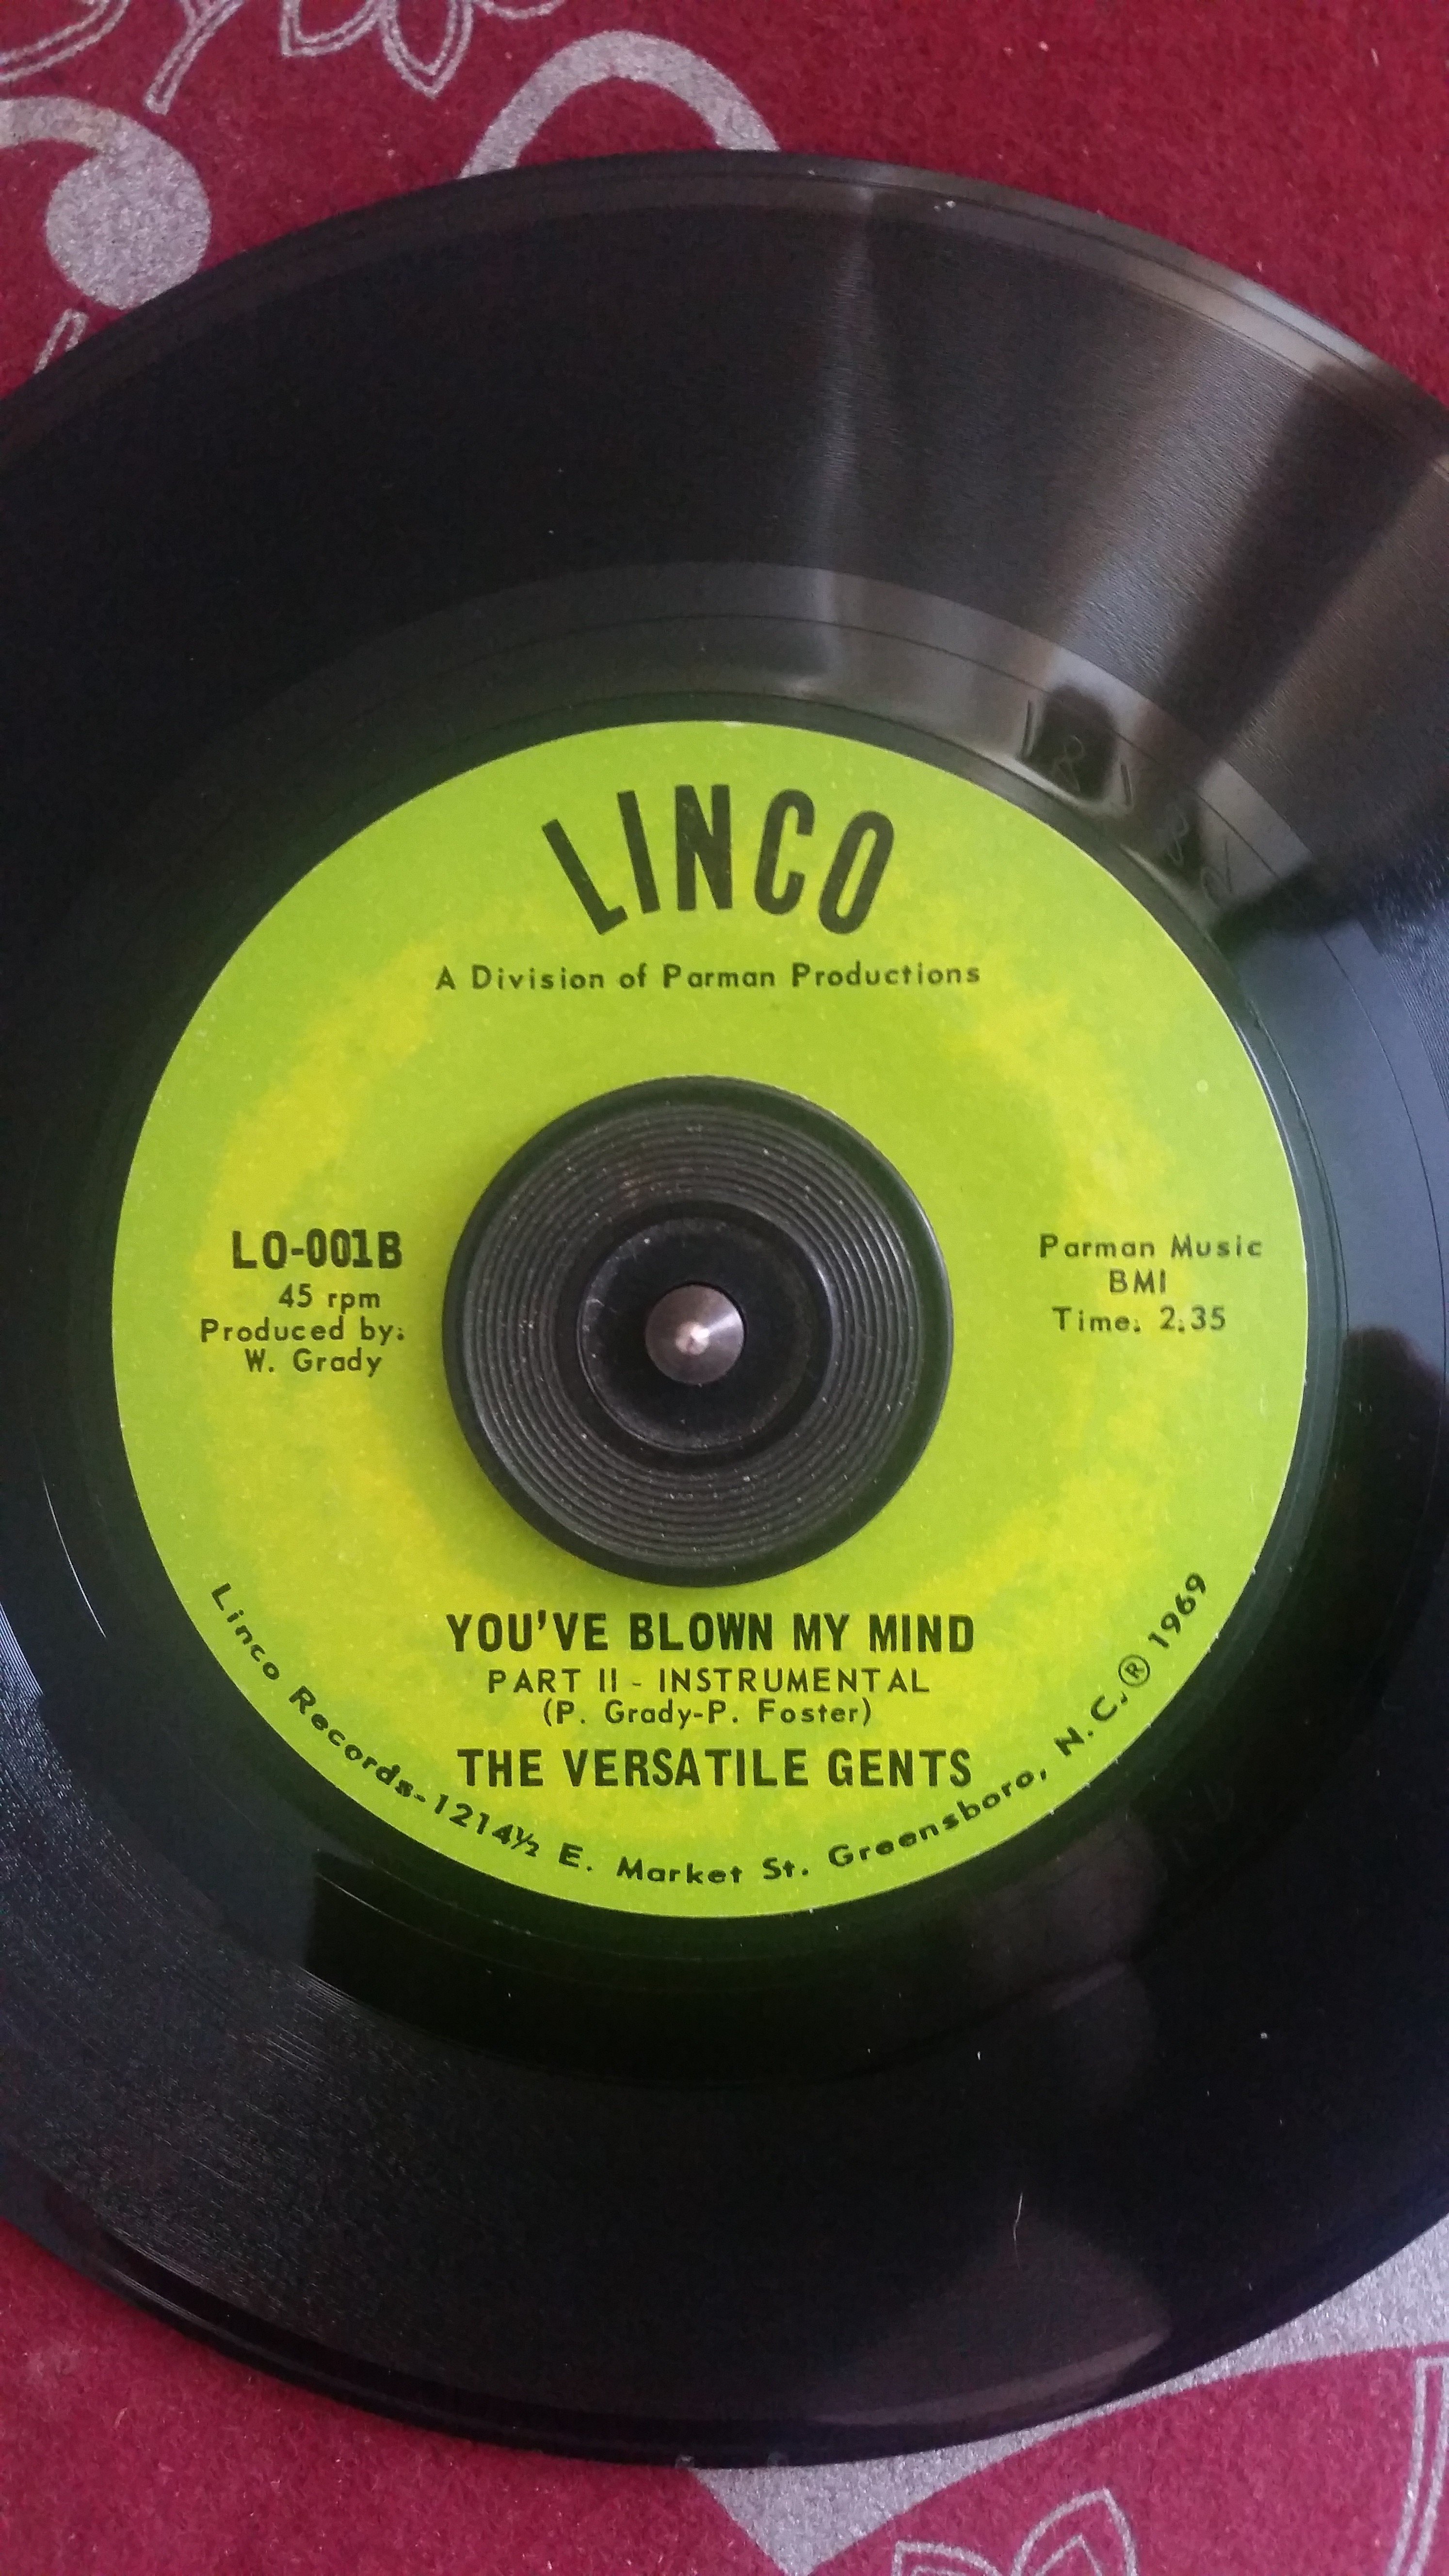 LINCO
A Division of Parman Productions
LO-001B
45 rpm
Produced by:
W. Grady
Parman Music
BMI
Time: 2:35
YOU'VE BLOWN MY MIND
PART II - INSTRUMENTAL
(P. Grady-P. Foster)
THE VERSATILE GENTS
Linco Records-1214½ E. Market St. Greensboro, N.C. ® 1969